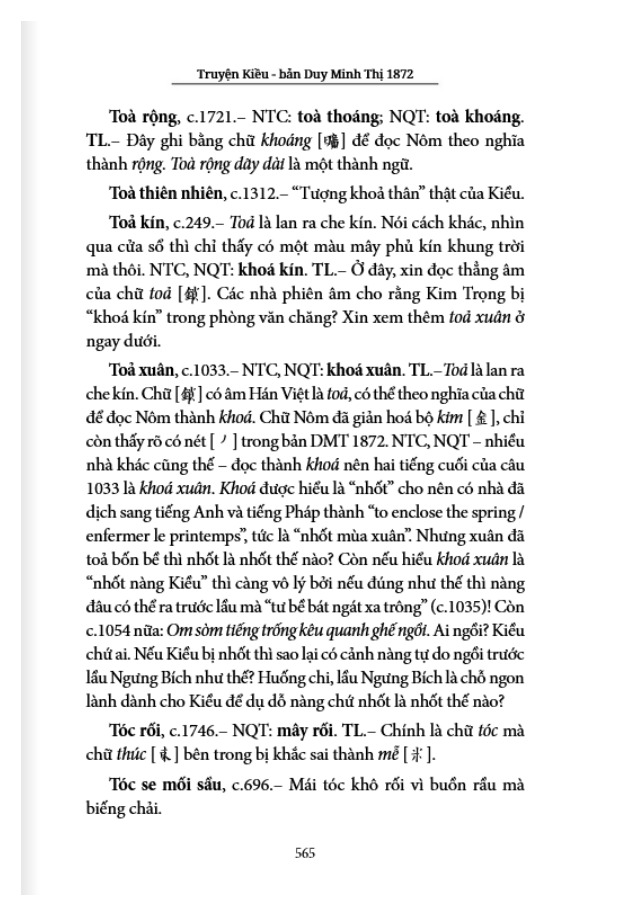 Truyện Kiều - bản Duy Minh Thị 1872
Toà rộng, c.1721.– NTC: toà thoáng; NQT: toà khoáng.
TL.– Đây ghi bằng chữ khoáng [ ] để đọc Nôm theo nghĩa
thành rộng. Toà rộng dãy dài là một thành ngữ.
Toà thiên nhiên, c.1312.– “Tượng khoả thân” thật của Kiều.
Toả kín, c.249.– Toả là lan ra che kín. Nói cách khác, nhìn
qua cửa sổ thì chỉ thấy có một màu mây phủ kín khung trời
mà thôi. NTC, NQT: khoá kín. TL.– Ở đây, xin đọc thẳng âm
của chữ toả [鎖]. Các nhà phiên âm cho rằng Kim Trọng bị
“khoá kín” trong phòng văn chăng? Xin xem thêm toả xuân ở
ngay dưới.
Toả xuân, c.1033.– NTC, NQT: khoá xuân. TL.–Toả là lan ra
che kín. Chữ [鎖] có âm Hán Việt là toả, có thể theo nghĩa của chữ
để đọc Nôm thành khoá. Chữ Nôm đã giản hoá bộ kim [金], chỉ
còn thấy rõ có nét [㇒] trong bản DMT 1872. NTC, NQT – nhiều
nhà khác cũng thế – đọc thành khoá nên hai tiếng cuối của câu
1033 là khoá xuân. Khoá được hiểu là “nhốt” cho nên có nhà đã
dịch sang tiếng Anh và tiếng Pháp thành “to enclose the spring /
enfermer le printemps”, tức là “nhốt mùa xuân”. Nhưng xuân đã
toả bốn bề thì nhốt là nhốt thế nào? Còn nếu hiểu khoá xuân là
“nhốt nàng Kiều” thì càng vô lý bởi nếu đúng như thế thì nàng
đâu có thể ra trước lầu mà “tư bề bát ngát xa trông” (c.1035)! Còn
c.1054 nữa: Om sòm tiếng trống kêu quanh ghế ngồi. Ai ngồi? Kiều
chứ ai. Nếu Kiều bị nhốt thì sao lại có cảnh nàng tự do ngồi trước
lầu Ngưng Bích như thế? Huống chi, lầu Ngưng Bích là chỗ ngon
lành dành cho Kiều để dụ dỗ nàng chứ nhốt là nhốt thế nào?
Tóc rối, c.1746.– NQT: mây rối. TL.– Chính là chữ tóc mà
chữ thúc [束] bên trong bị khắc sai thành mễ [米].
Tóc se mối sầu, c.696.– Mái tóc khô rối vì buồn rầu mà
biếng chải.
565